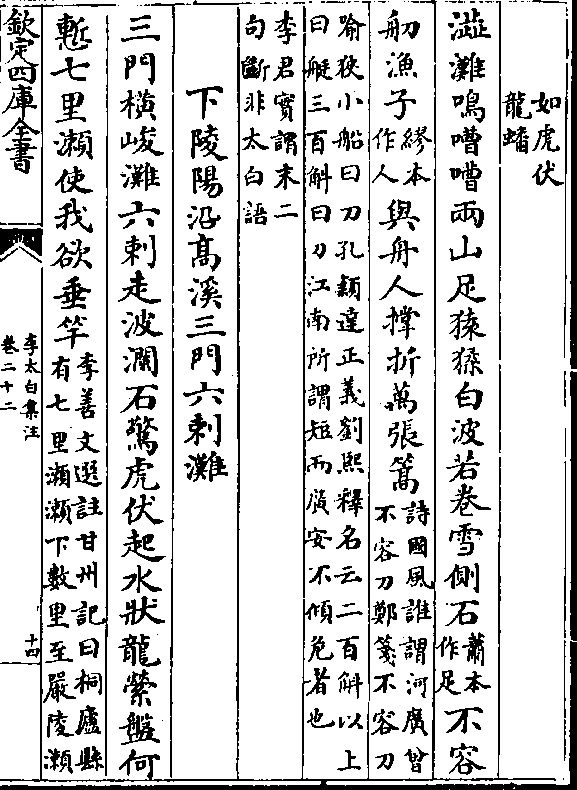 如虎伏
龍蟠
澁灘鳴嘈嘈兩山足猿猱白波若卷雪側石蕭本作足不容
舠漁子繆本作人與舟人撑折萬張篙詩國風誰謂河廣曽不容刀鄭箋不容刀
喻狹小船曰刀孔穎達正義劉熙釋名云二百斛以上
曰艇三百斛曰刀江南所謂短而廣安不傾危者也
李君實謂末二
句斷非太白語
下陵陽沿高溪三門六剌灘
三門橫峻灘六剌走波瀾石驚虎伏起水狀龍縈盤何
慙七里瀬使我欲垂竿李善文選註甘州記曰桐廬縣有七里瀬瀬下數里至嚴陵瀬
欽定四庫全書
李太白集注
卷二十二
十四